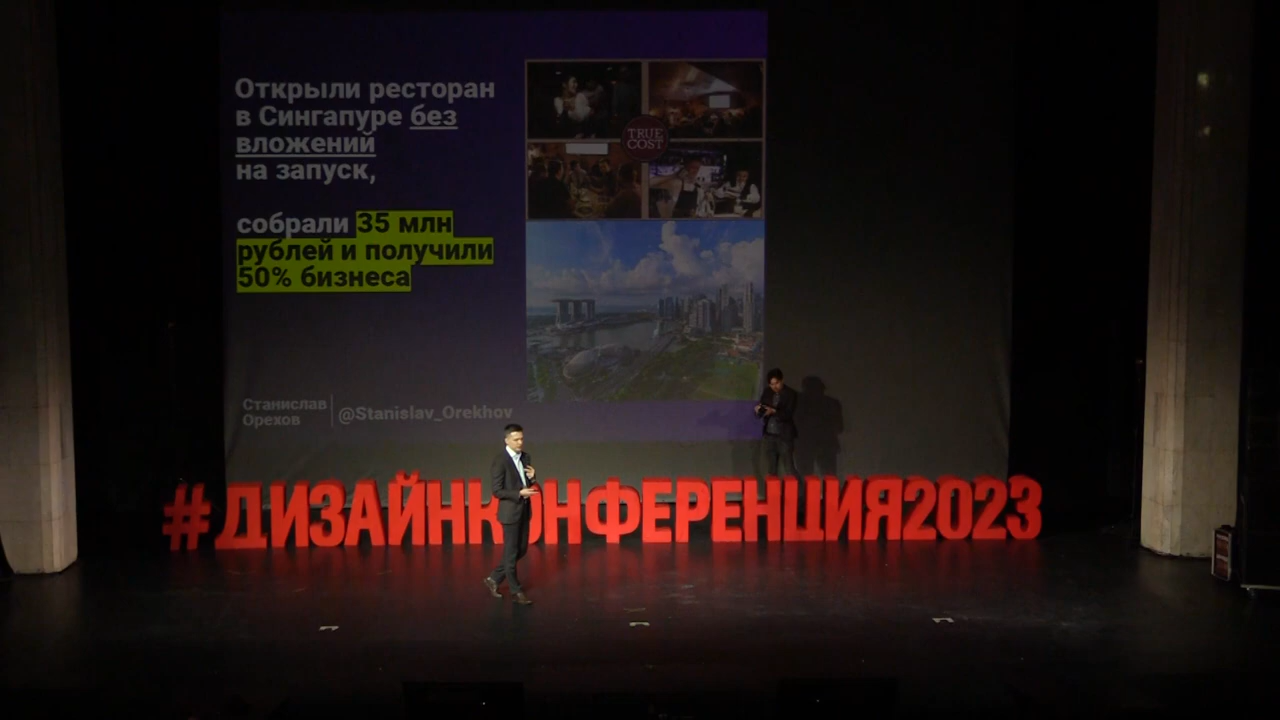 Открыли ресторан
в Сингапуре без
вложений
на запуск,
собрали 35 млн
рублей и получили
50% бизнеса
TRUE
COST
Станислав
Орехов
@Stanislav_Orekhov
#ДИЗАЙНКОНФЕРЕНЦИЯ2023